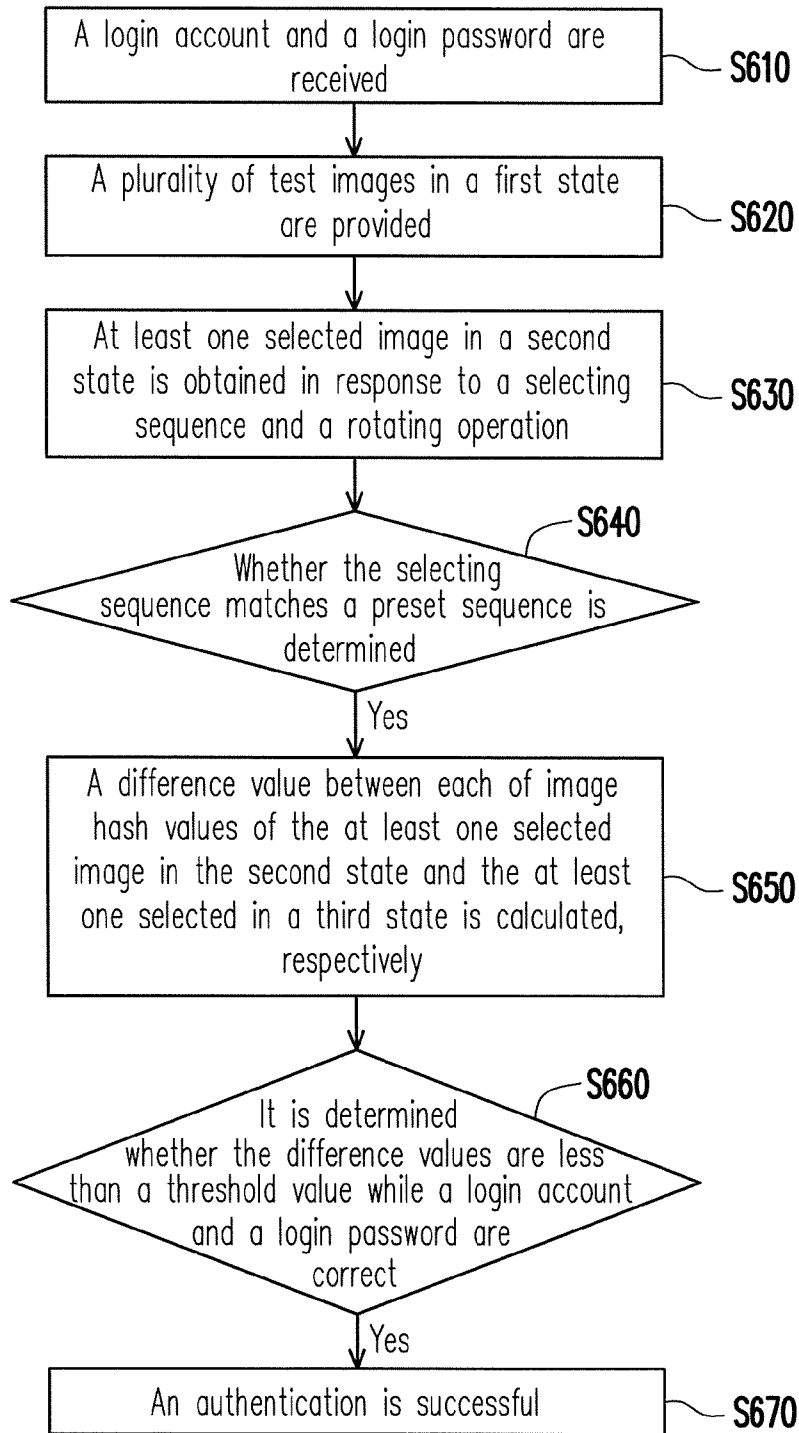 A login account and a login password are
received
S610
A plurality of test images in a first state
are provided
S620
At least one selected image in a second
state is obtained in response to a selecting
sequence and a rotating operation
S630
S640
Whether the selecting
sequence matches a preset sequence is
determined
Yes
A difference value between each of image
hash values of the at least one selected
image in the second state and the at least
one selected in a third state is calculated,
respectively
S650
S660
It is determined
whether the difference values are less
than a threshold value while a login account
and a login password are
correct
Yes
An authentication is successful
S670